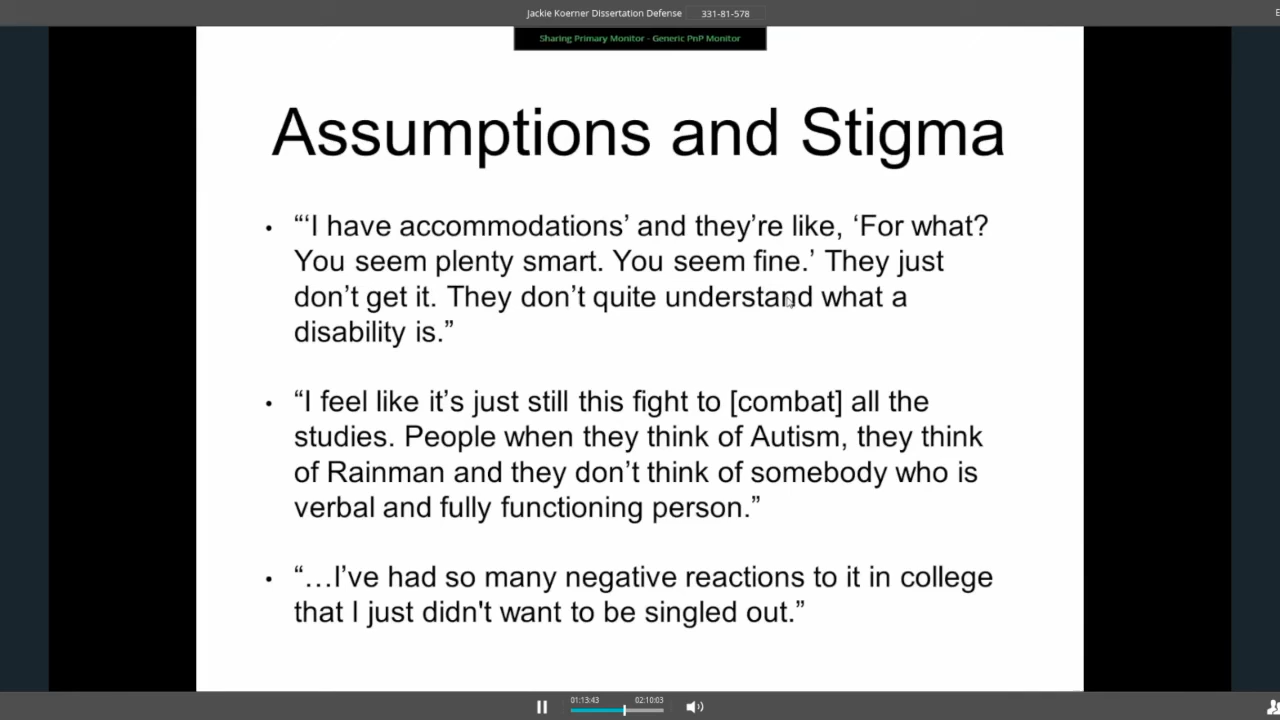 Jackie Koerner Dissertation Defense 331-81-578
E
Sharing Primary Monitor - Generic PnP Monitor
Assumptions and Stigma
• “‘I have accommodations’ and they’re like, ‘For what?
You seem plenty smart. You seem fine.’ They just
don’t get it. They don’t quite understand what a
disability is.”
• “I feel like it’s just still this fight to [combat] all the
studies. People when they think of Autism, they think
of Rainman and they don’t think of somebody who is
verbal and fully functioning person.”
• “…I’ve had so many negative reactions to it in college
that I just didn't want to be singled out.”
01:13:43 02:10:03